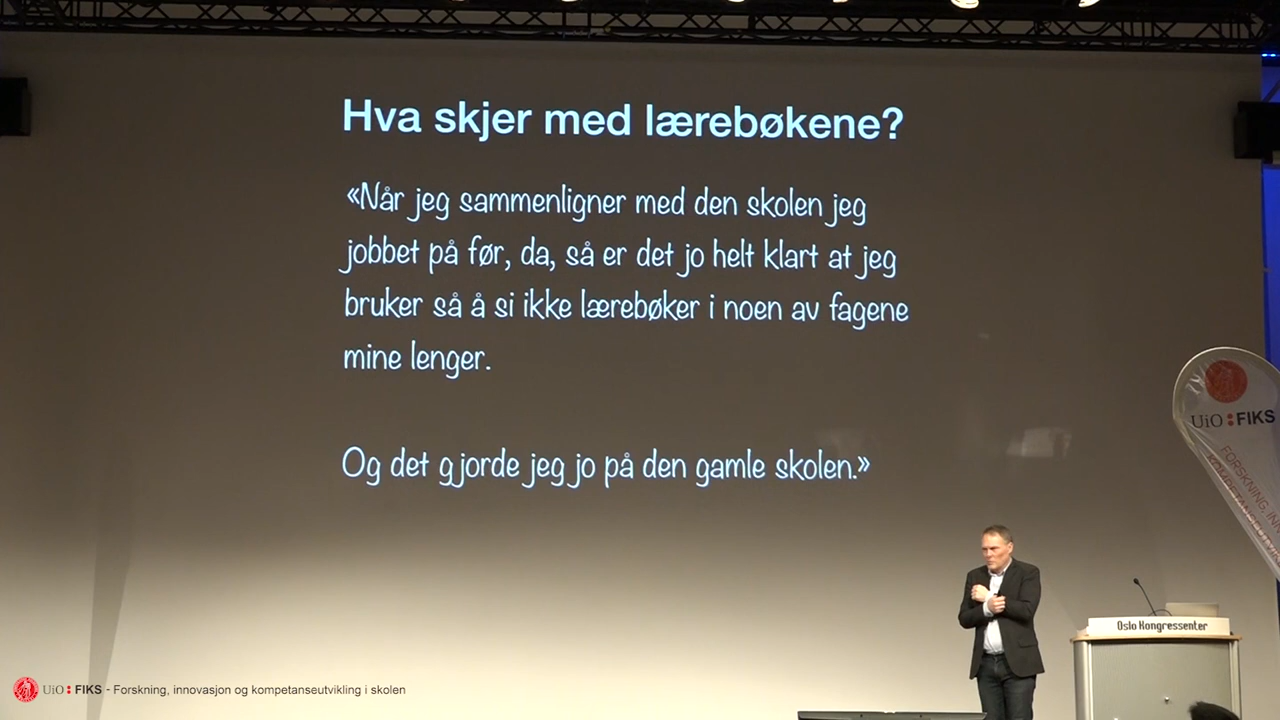 Hva skjer med lærebøkene?
«Når jeg sammenligner med den skolen jeg
jobbet på før, da, så er det jo helt klart at jeg
bruker så å si ikke lærebøker i noen av fagene
mine lenger.
Og det gjorde jeg jo på den gamle skolen.»
UiO:FIKS
FORSKNING,
Oslo Kongressenter
UiO:FIKS - Forskning, innovasjon og kompetanseutvikling i skolen